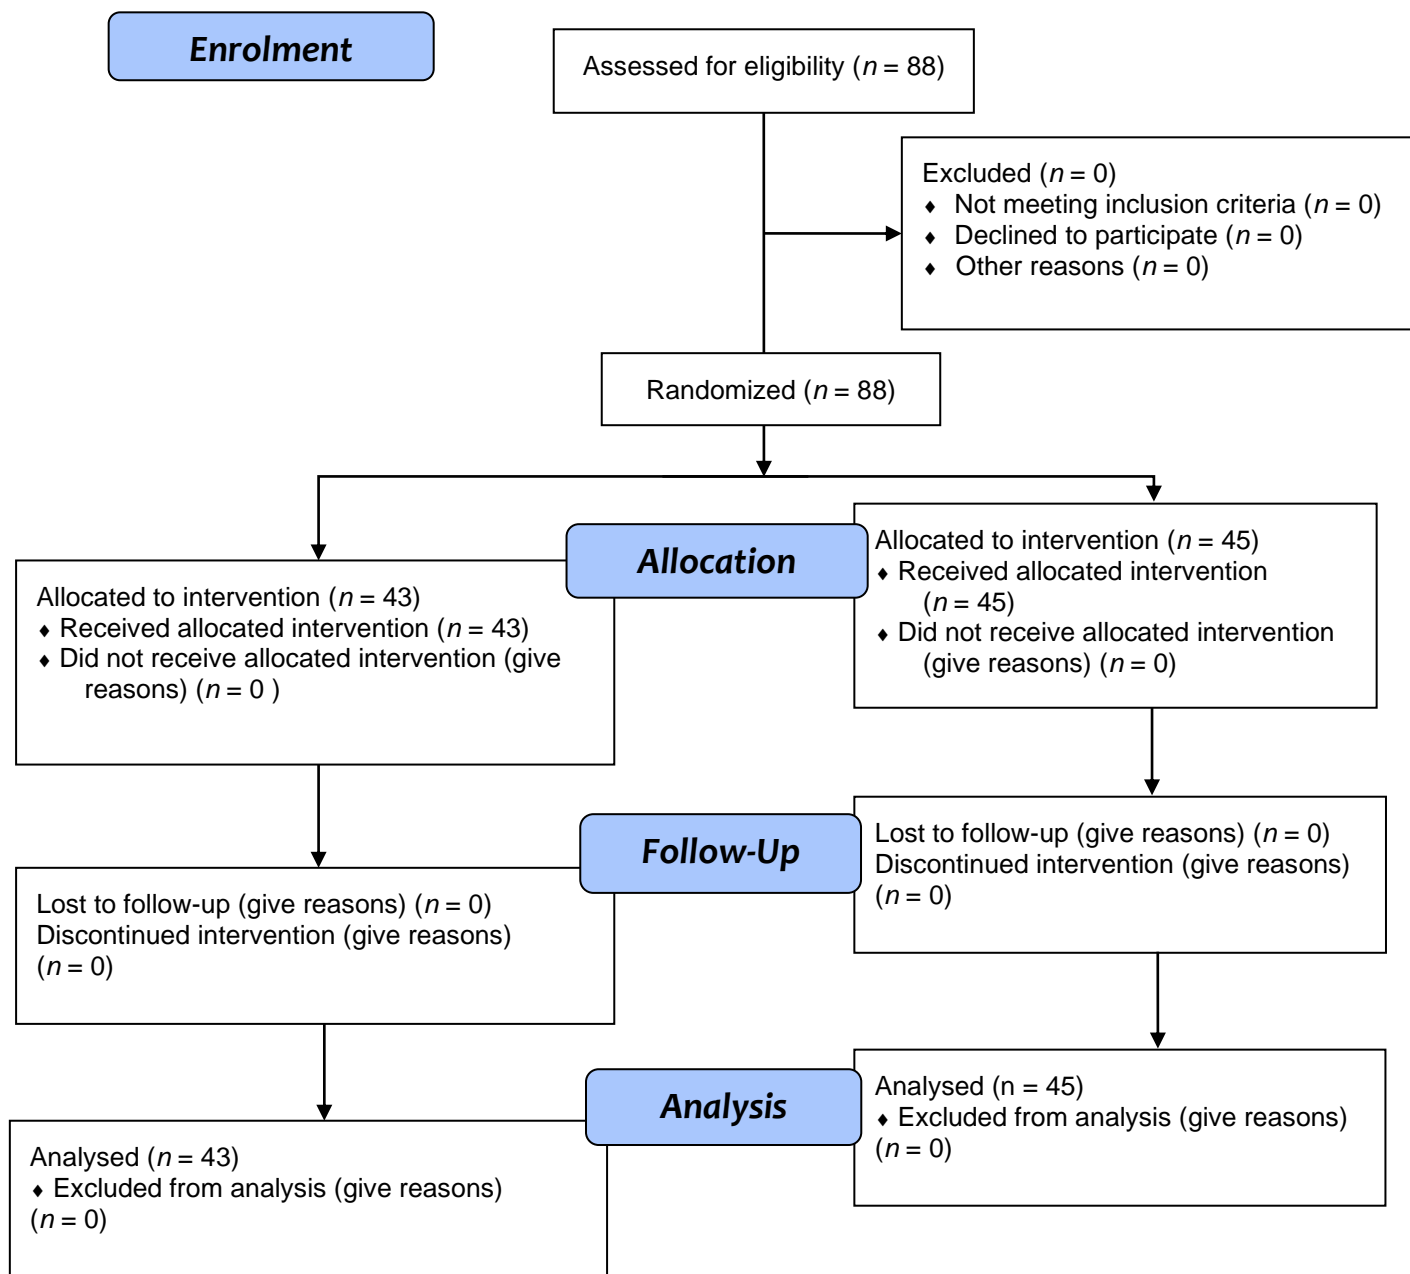 Enrolment
Assessed for eligibility (n = 88)
Excluded (n = 0)
♦ Not meeting inclusion criteria (n = 0)
♦ Declined to participate (n = 0)
♦ Other reasons (n = 0)
Randomized (n = 88)
Allocation
Allocated to intervention (n = 43)
♦ Received allocated intervention (n = 43)
♦ Did not receive allocated intervention (give
reasons) (n = 0 )
Allocated to intervention (n = 45)
♦ Received allocated intervention
(n = 45)
♦ Did not receive allocated intervention
(give reasons) (n = 0)
Follow-Up
Lost to follow-up (give reasons) (n = 0)
Discontinued intervention (give reasons)
(n = 0)
Lost to follow-up (give reasons) (n = 0)
Discontinued intervention (give reasons)
(n = 0)
Analysis
Analysed (n = 43)
♦ Excluded from analysis (give reasons)
(n = 0)
Analysed (n = 45)
♦ Excluded from analysis (give reasons)
(n = 0)